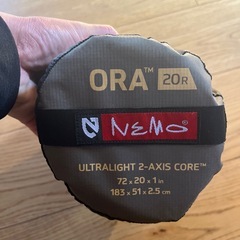 ORA™ 20R
NEMO
ULTRALIGHT 2-AXIS CORE™
72 x 20 x 1 in
183 x 51 x 2.5 cm